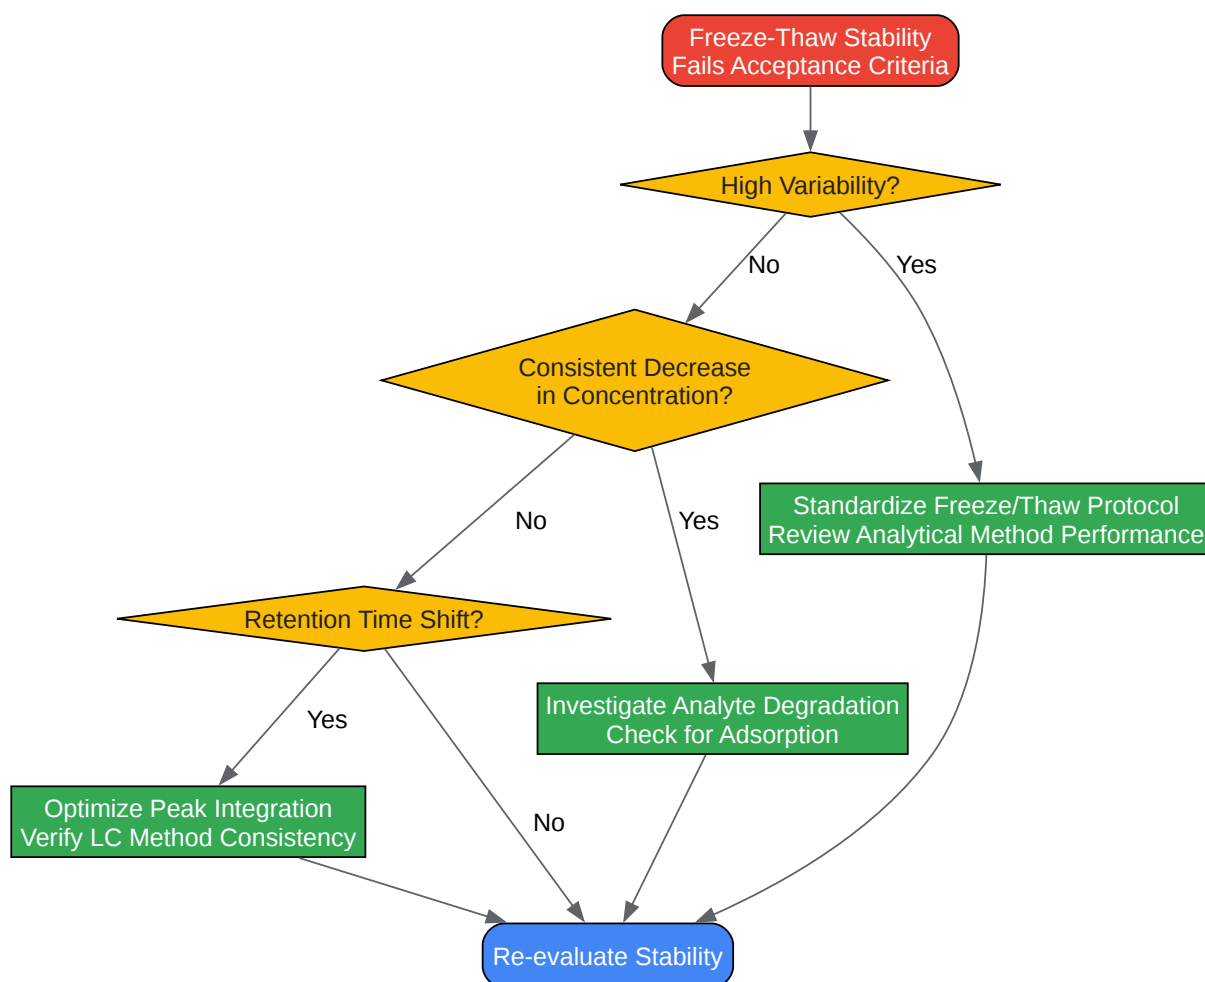 Freeze-Thaw Stability
Fails Acceptance Criteria
High Variability?
No
Yes
Consistent Decrease
in Concentration?
No
Yes
Standardize Freeze/Thaw Protocol
Review Analytical Method Performance
Retention Time Shift?
Yes
No
Investigate Analyte Degradation
Check for Adsorption
Optimize Peak Integration
Verify LC Method Consistency
Re-evaluate Stability